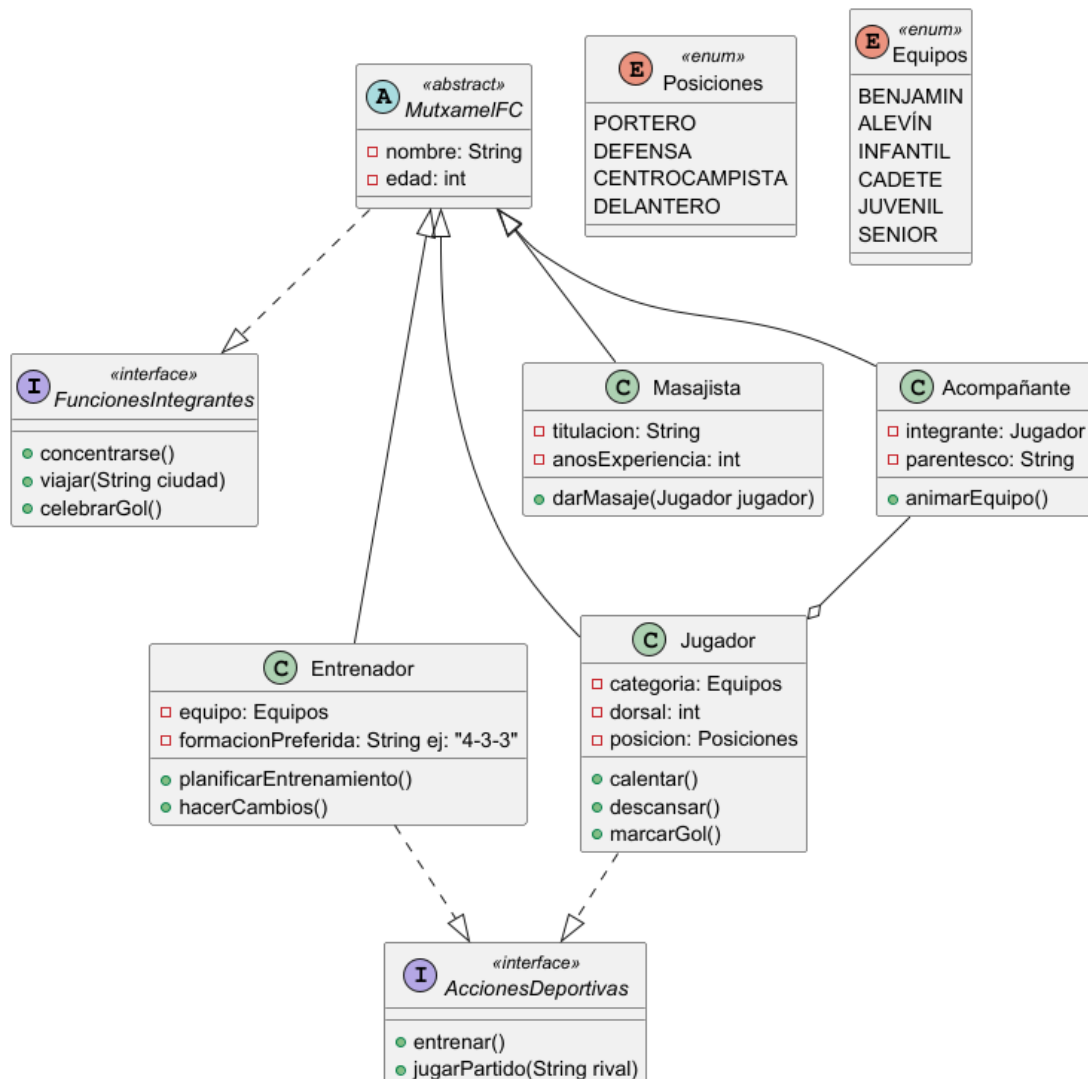 A
«abstract»
MutxamelFC
nombre: String
edad: int
E
«enum»
Posiciones
PORTERO
DEFENSA
CENTROCAMPISTA
DELANTERO
E
«enum»
Equipos
BENJAMIN
ALEVÍN
INFANTIL
CADETE
JUVENIL
SENIOR
I
«interface»
FuncionesIntegrantes
concentrarse()
viajar(String ciudad)
celebrarGol()
C Masajista
titulacion: String
anosExperiencia: int
darMasaje(Jugador jugador)
C Acompañante
integrante: Jugador
parentesco: String
animarEquipo()
C Entrenador
equipo: Equipos
formacionPreferida: String ej: "4-3-3"
planificarEntrenamiento()
hacerCambios()
C Jugador
categoria: Equipos
dorsal: int
posicion: Posiciones
calentar()
descansar()
marcarGol()
I
«interface»
AccionesDeportivas
entrenar()
jugarPartido(String rival)